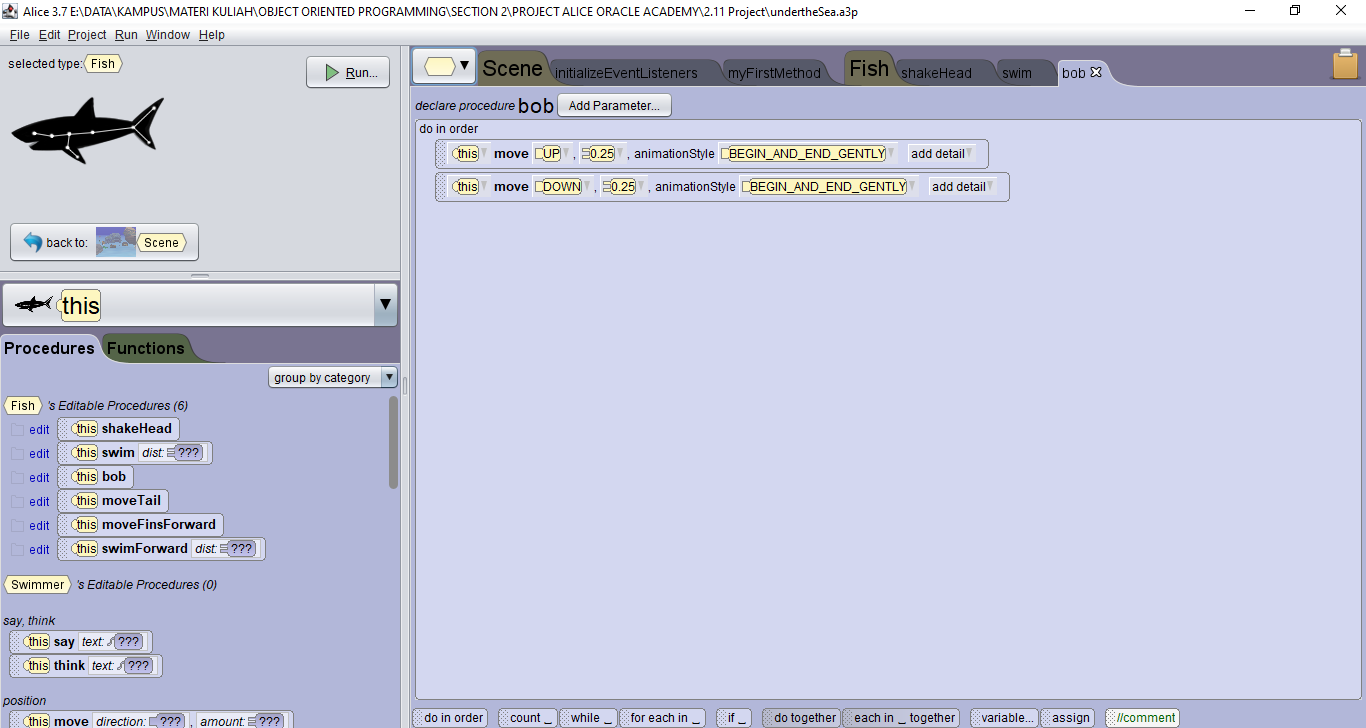 Alice 3.7 E:\DATA\KAMPUS\MATERI KULIAH\OBJECT ORIENTED PROGRAMMING\SECTION 2\PROJECT ALICE ORACLE ACADEMY\2.11 Project\undertheSea.a3p
File Edit Project Run Window Help
selected type: Fish
Run...
back to: Scene
this
Procedures Functions
group by category
Fish 's Editable Procedures (6)
edit this shakeHead
edit this swim dist: ???
edit this bob
edit this moveTail
edit this moveFinsForward
edit this swimForward dist: ???
Swimmer 's Editable Procedures (0)
say, think
this say text: ???
this think text: ???
position
this move direction: ??? , amount: ???
Scene initializeEventListeners myFirstMethod Fish shakeHead swim bob
declare procedure bob Add Parameter...
do in order
this move UP , 0.25 , animationStyle BEGIN_AND_END_GENTLY add detail
this move DOWN , 0.25 , animationStyle BEGIN_AND_END_GENTLY add detail
do in order count _ while _ for each in _ if _ do together each in _ together variable... assign //comment